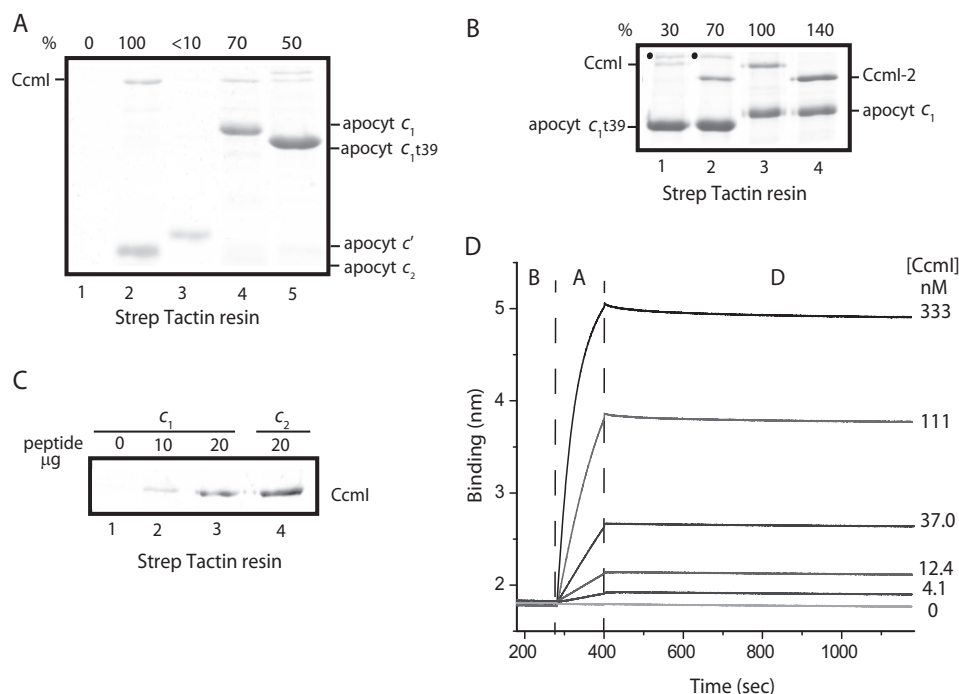 A
% 0 100 <10 70 50
CcmI
apocyt c₁
apocyt c₁t39
apocyt c'
apocyt c₂
1 2 3 4 5
Strep Tactin resin
B
% 30 70 100 140
CcmI
CcmI-2
apocyt c₁
apocyt c₁t39
1 2 3 4
Strep Tactin resin
C
c₁ c₂
peptide 0 10 20 20
μg
CcmI
1 2 3 4
Strep Tactin resin
D
B A D
[CcmI]
nM
333
111
37.0
12.4
4.1
0
5
4
3
2
Binding (nm)
200 400 600 800 1000
Time (sec)